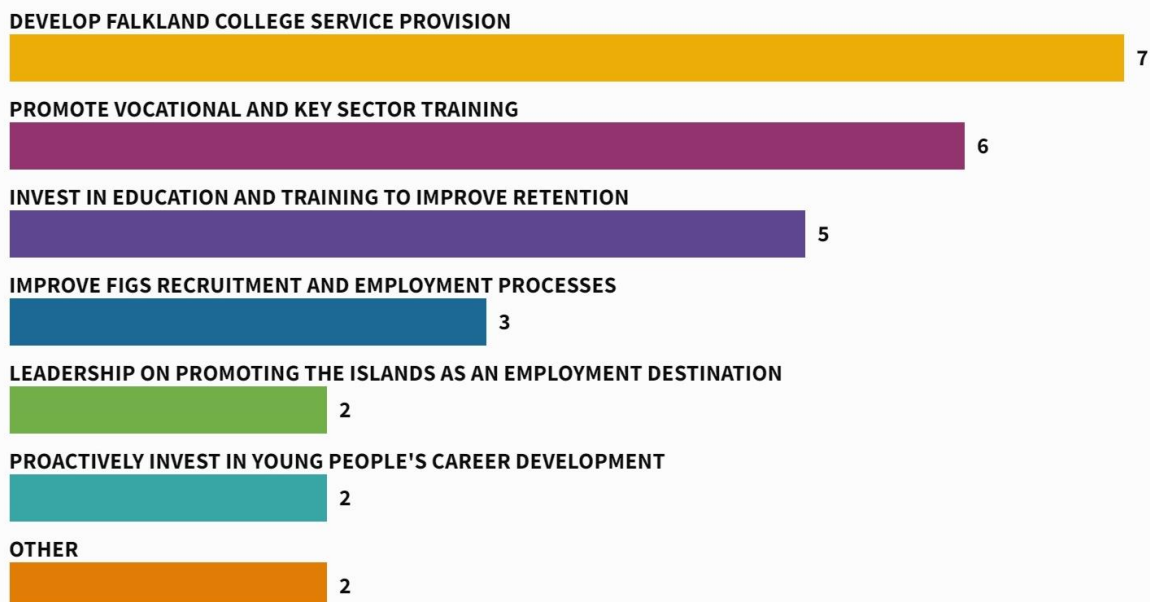 DEVELOP FALKLAND COLLEGE SERVICE PROVISION
7
PROMOTE VOCATIONAL AND KEY SECTOR TRAINING
6
INVEST IN EDUCATION AND TRAINING TO IMPROVE RETENTION
5
IMPROVE FIGS RECRUITMENT AND EMPLOYMENT PROCESSES
3
LEADERSHIP ON PROMOTING THE ISLANDS AS AN EMPLOYMENT DESTINATION
2
PROACTIVELY INVEST IN YOUNG PEOPLE'S CAREER DEVELOPMENT
2
OTHER
2